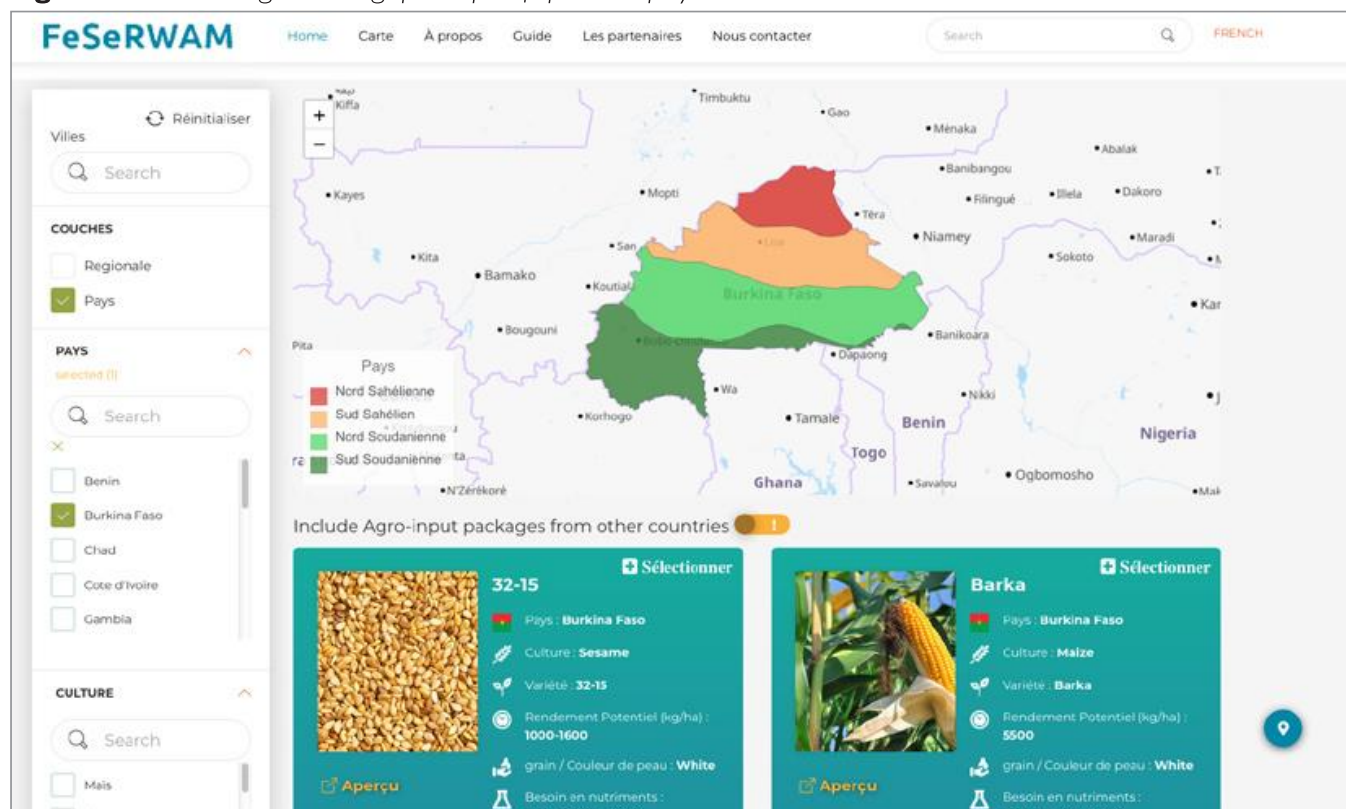 FeSeRWAM
Home Carte À propos Guide Les partenaires Nous contacter Search FRENCH
Réinitialiser
Villes
Search
COUCHES
Regionale
Pays
PAYS
selected (1)
Search
Benin
Burkina Faso
Chad
Cote d'Ivoire
Gambia
CULTURE
Search
Maïs
+
−
Kiffa
Timbuktu
Gao
Ménaka
Abalak
Banibangou
Kayes
Mopti
Filingué
Illela
Dakoro
Téra
Niamey
Maradi
San
Kita
Sokoto
Bamako
Burkina Faso
Bougouni
Banikoara
Pita
Dapaong
Wa
Nikki
Korhogo
Tamale
Benin
Nigeria
Togo
Ogbomosho
Ghana
Savalou
N'Zérékoré
Pays
Nord Sahélienne
Sud Sahélien
Nord Soudanienne
Sud Soudanienne
Include Agro-input packages from other countries
Sélectionner
32-15
Pays : Burkina Faso
Culture : Sesame
Variété : 32-15
Rendement Potentiel (kg/ha) :
1000-1600
grain / Couleur de peau : White
Aperçu
Besoin en nutriments :
Sélectionner
Barka
Pays : Burkina Faso
Culture : Maize
Variété : Barka
Rendement Potentiel (kg/ha) :
5500
grain / Couleur de peau : White
Aperçu
Besoin en nutriments :